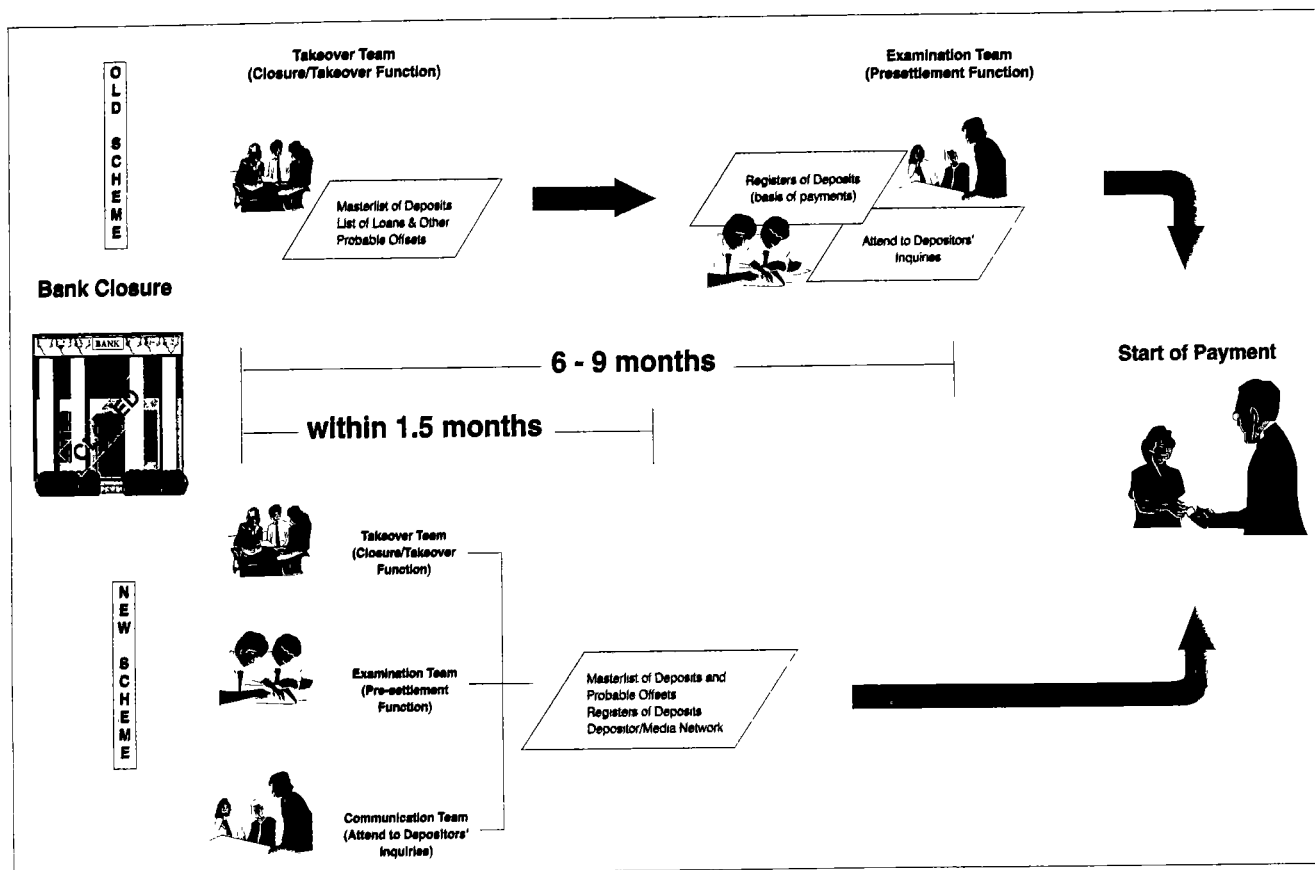 OLD SCHEME
Takeover Team
(Closure/Takeover Function)
Masterlist of Deposits
List of Loans & Other
Probable Offsets
Examination Team
(Presettlement Function)
Registers of Deposits
(basis of payments)
Attend to Depositors'
Inquiries
Bank Closure
BANK
CLOSED
6 - 9 months
within 1.5 months
Start of Payment
NEW SCHEME
Takeover Team
(Closure/Takeover
Function)
Examination Team
(Pre-settlement
Function)
Communication Team
(Attend to Depositors'
Inquiries)
Masterlist of Deposits and
Probable Offsets
Registers of Deposits
Depositor/Media Network